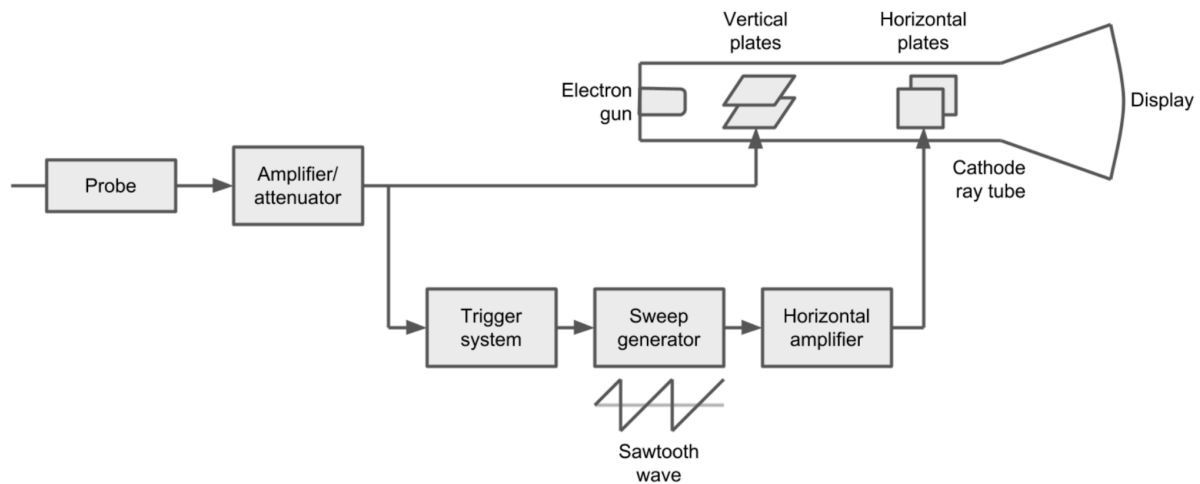 Vertical
plates
Horizontal
plates
Electron
gun
Display
Cathode
ray tube
Probe
Amplifier/
attenuator
Trigger
system
Sweep
generator
Horizontal
amplifier
Sawtooth
wave